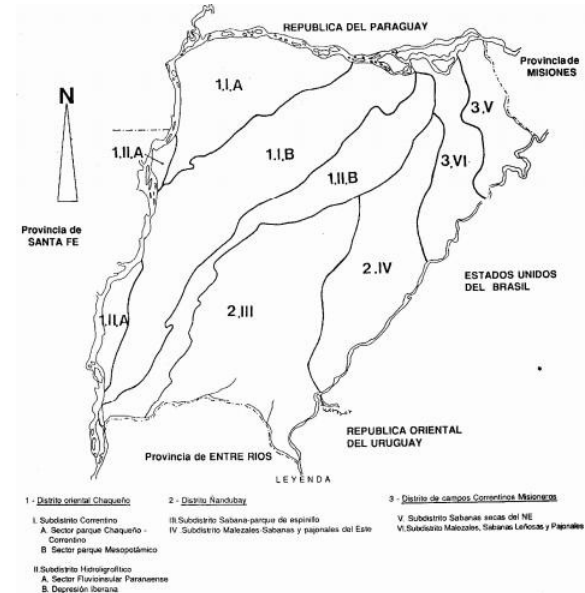 REPUBLICA DEL PARAGUAY
Provincia de
MISIONES
N
1.I.A
3.V
1.II.A
1.I.B
3.VI
1.II.B
Provincia de
SANTA FE
2.IV
ESTADOS UNIDOS
DEL BRASIL
1.II.A
2.III
REPUBLICA ORIENTAL
DEL URUGUAY
Provincia de ENTRE RIOS
LEYENDA
1 - Distrito oriental Chaqueño
I. Subdistrito Correntino
A. Sector parque Chaqueño -
Correntino
B Sector parque Mesopotámico
II.Subdistrito Hidroligrofítico
A. Sector Fluvioinsular Paranaense
B. Depresión Iberana
2 - Distrito Ñandubay
III.Subdistrito Sabana-parque de espinillo
IV .Subdistrito Malezales-Sabanas y pajonales del Este
3 - Distrito de campos Correntinos Misioneros
V. Subdistrito Sabanas secas del NE
VI.Subdistrito Malezales, Sabanas Leñosas y Pajonales